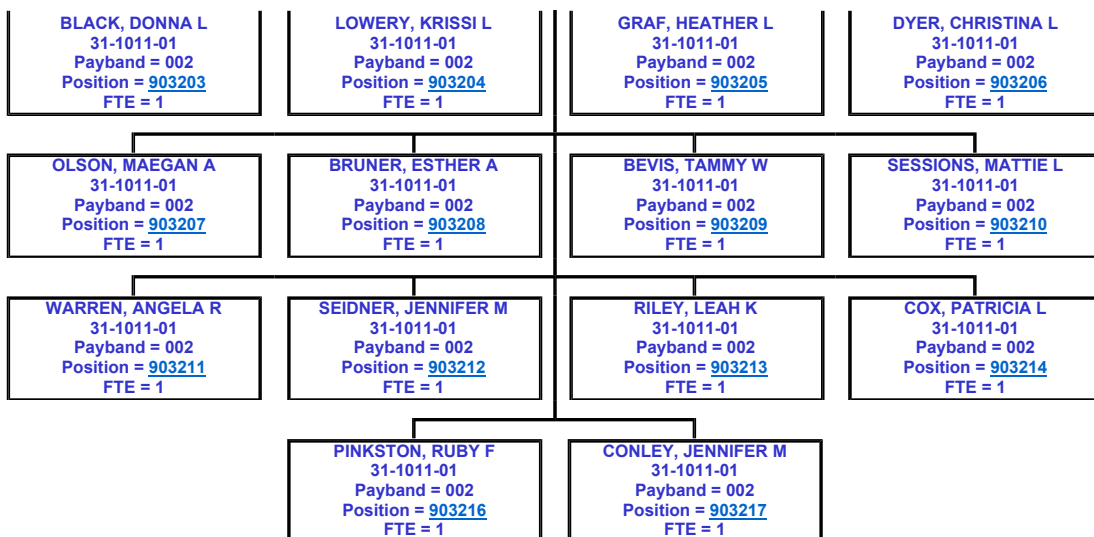 BLACK, DONNA L
31-1011-01
Payband = 002
Position = 903203
FTE = 1
LOWERY, KRISSI L
31-1011-01
Payband = 002
Position = 903204
FTE = 1
GRAF, HEATHER L
31-1011-01
Payband = 002
Position = 903205
FTE = 1
DYER, CHRISTINA L
31-1011-01
Payband = 002
Position = 903206
FTE = 1
OLSON, MAEGAN A
31-1011-01
Payband = 002
Position = 903207
FTE = 1
BRUNER, ESTHER A
31-1011-01
Payband = 002
Position = 903208
FTE = 1
BEVIS, TAMMY W
31-1011-01
Payband = 002
Position = 903209
FTE = 1
SESSIONS, MATTIE L
31-1011-01
Payband = 002
Position = 903210
FTE = 1
WARREN, ANGELA R
31-1011-01
Payband = 002
Position = 903211
FTE = 1
SEIDNER, JENNIFER M
31-1011-01
Payband = 002
Position = 903212
FTE = 1
RILEY, LEAH K
31-1011-01
Payband = 002
Position = 903213
FTE = 1
COX, PATRICIA L
31-1011-01
Payband = 002
Position = 903214
FTE = 1
PINKSTON, RUBY F
31-1011-01
Payband = 002
Position = 903216
FTE = 1
CONLEY, JENNIFER M
31-1011-01
Payband = 002
Position = 903217
FTE = 1